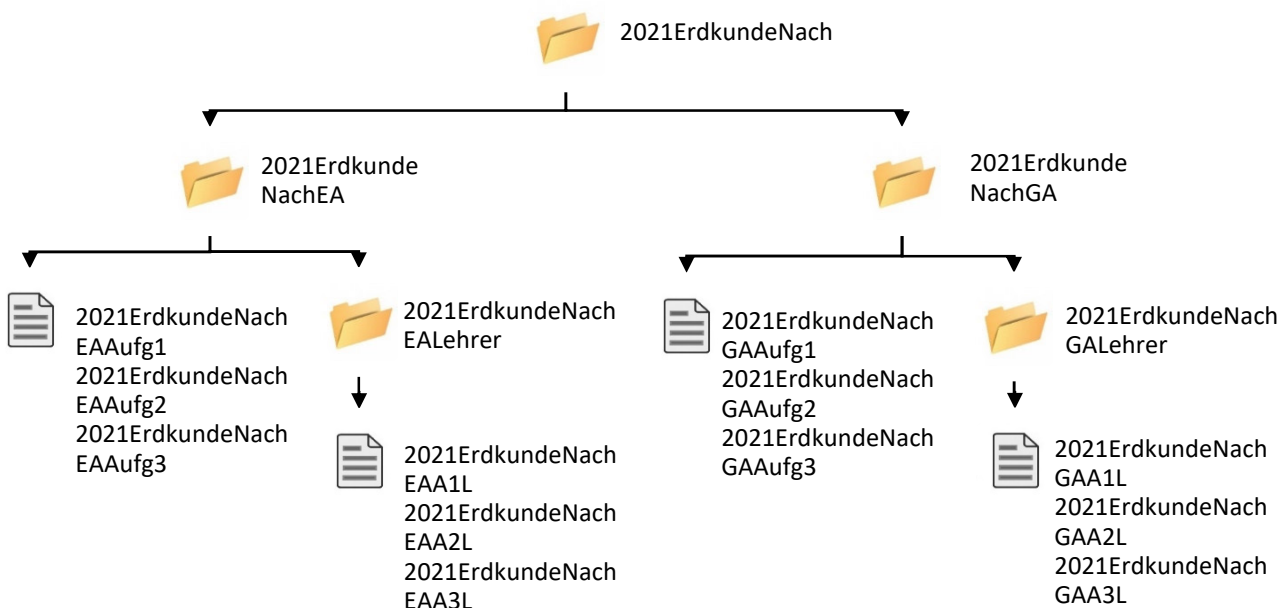 2021ErdkundeNach
2021Erdkunde
NachEA
2021Erdkunde
NachGA
2021ErdkundeNach
EAAufg1
2021ErdkundeNach
EAAufg2
2021ErdkundeNach
EAAufg3
2021ErdkundeNach
EALehrer
2021ErdkundeNach
EAA1L
2021ErdkundeNach
EAA2L
2021ErdkundeNach
EAA3L
2021ErdkundeNach
GAAufg1
2021ErdkundeNach
GAAufg2
2021ErdkundeNach
GAAufg3
2021ErdkundeNach
GALehrer
2021ErdkundeNach
GAA1L
2021ErdkundeNach
GAA2L
2021ErdkundeNach
GAA3L